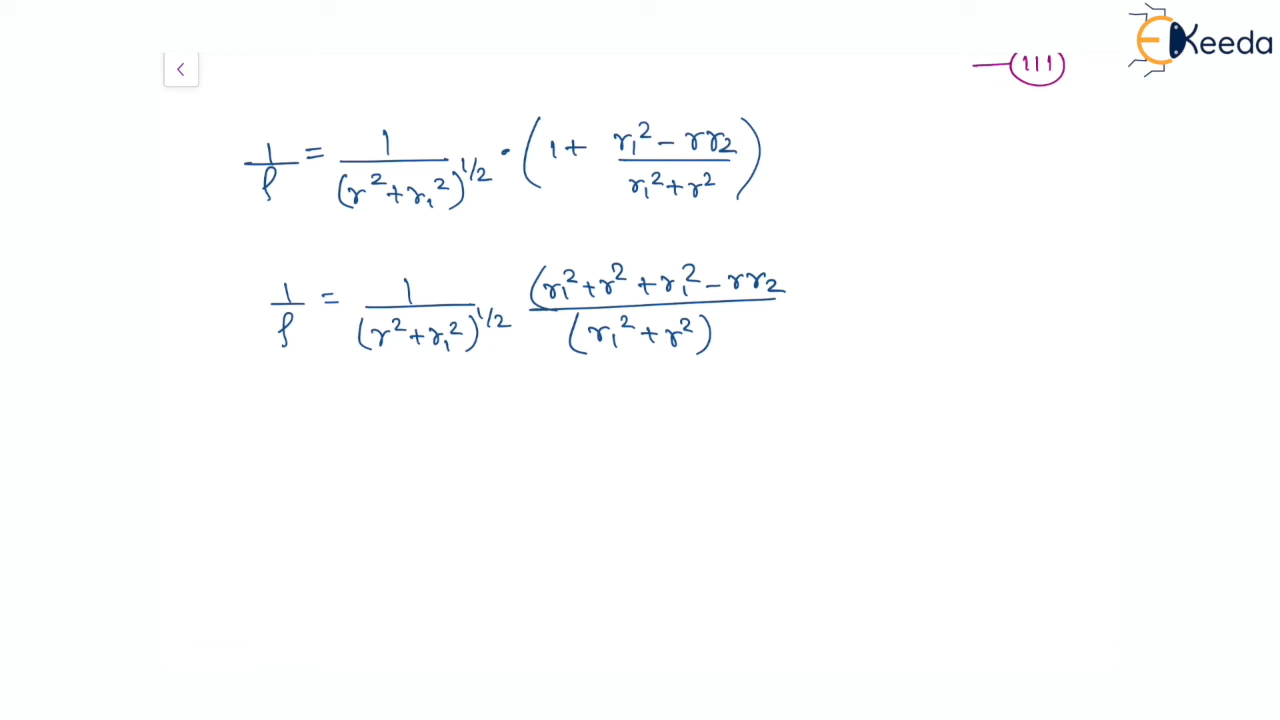 EKeeda
(111)
1/ρ = 1/(r² + r₁²)^1/2 • (1 + (r₁² - rr₂)/(r₁² + r²))
1/ρ = 1/(r² + r₁²)^1/2 (r₁² + r² + r₁² - rr₂/(r₁² + r²)